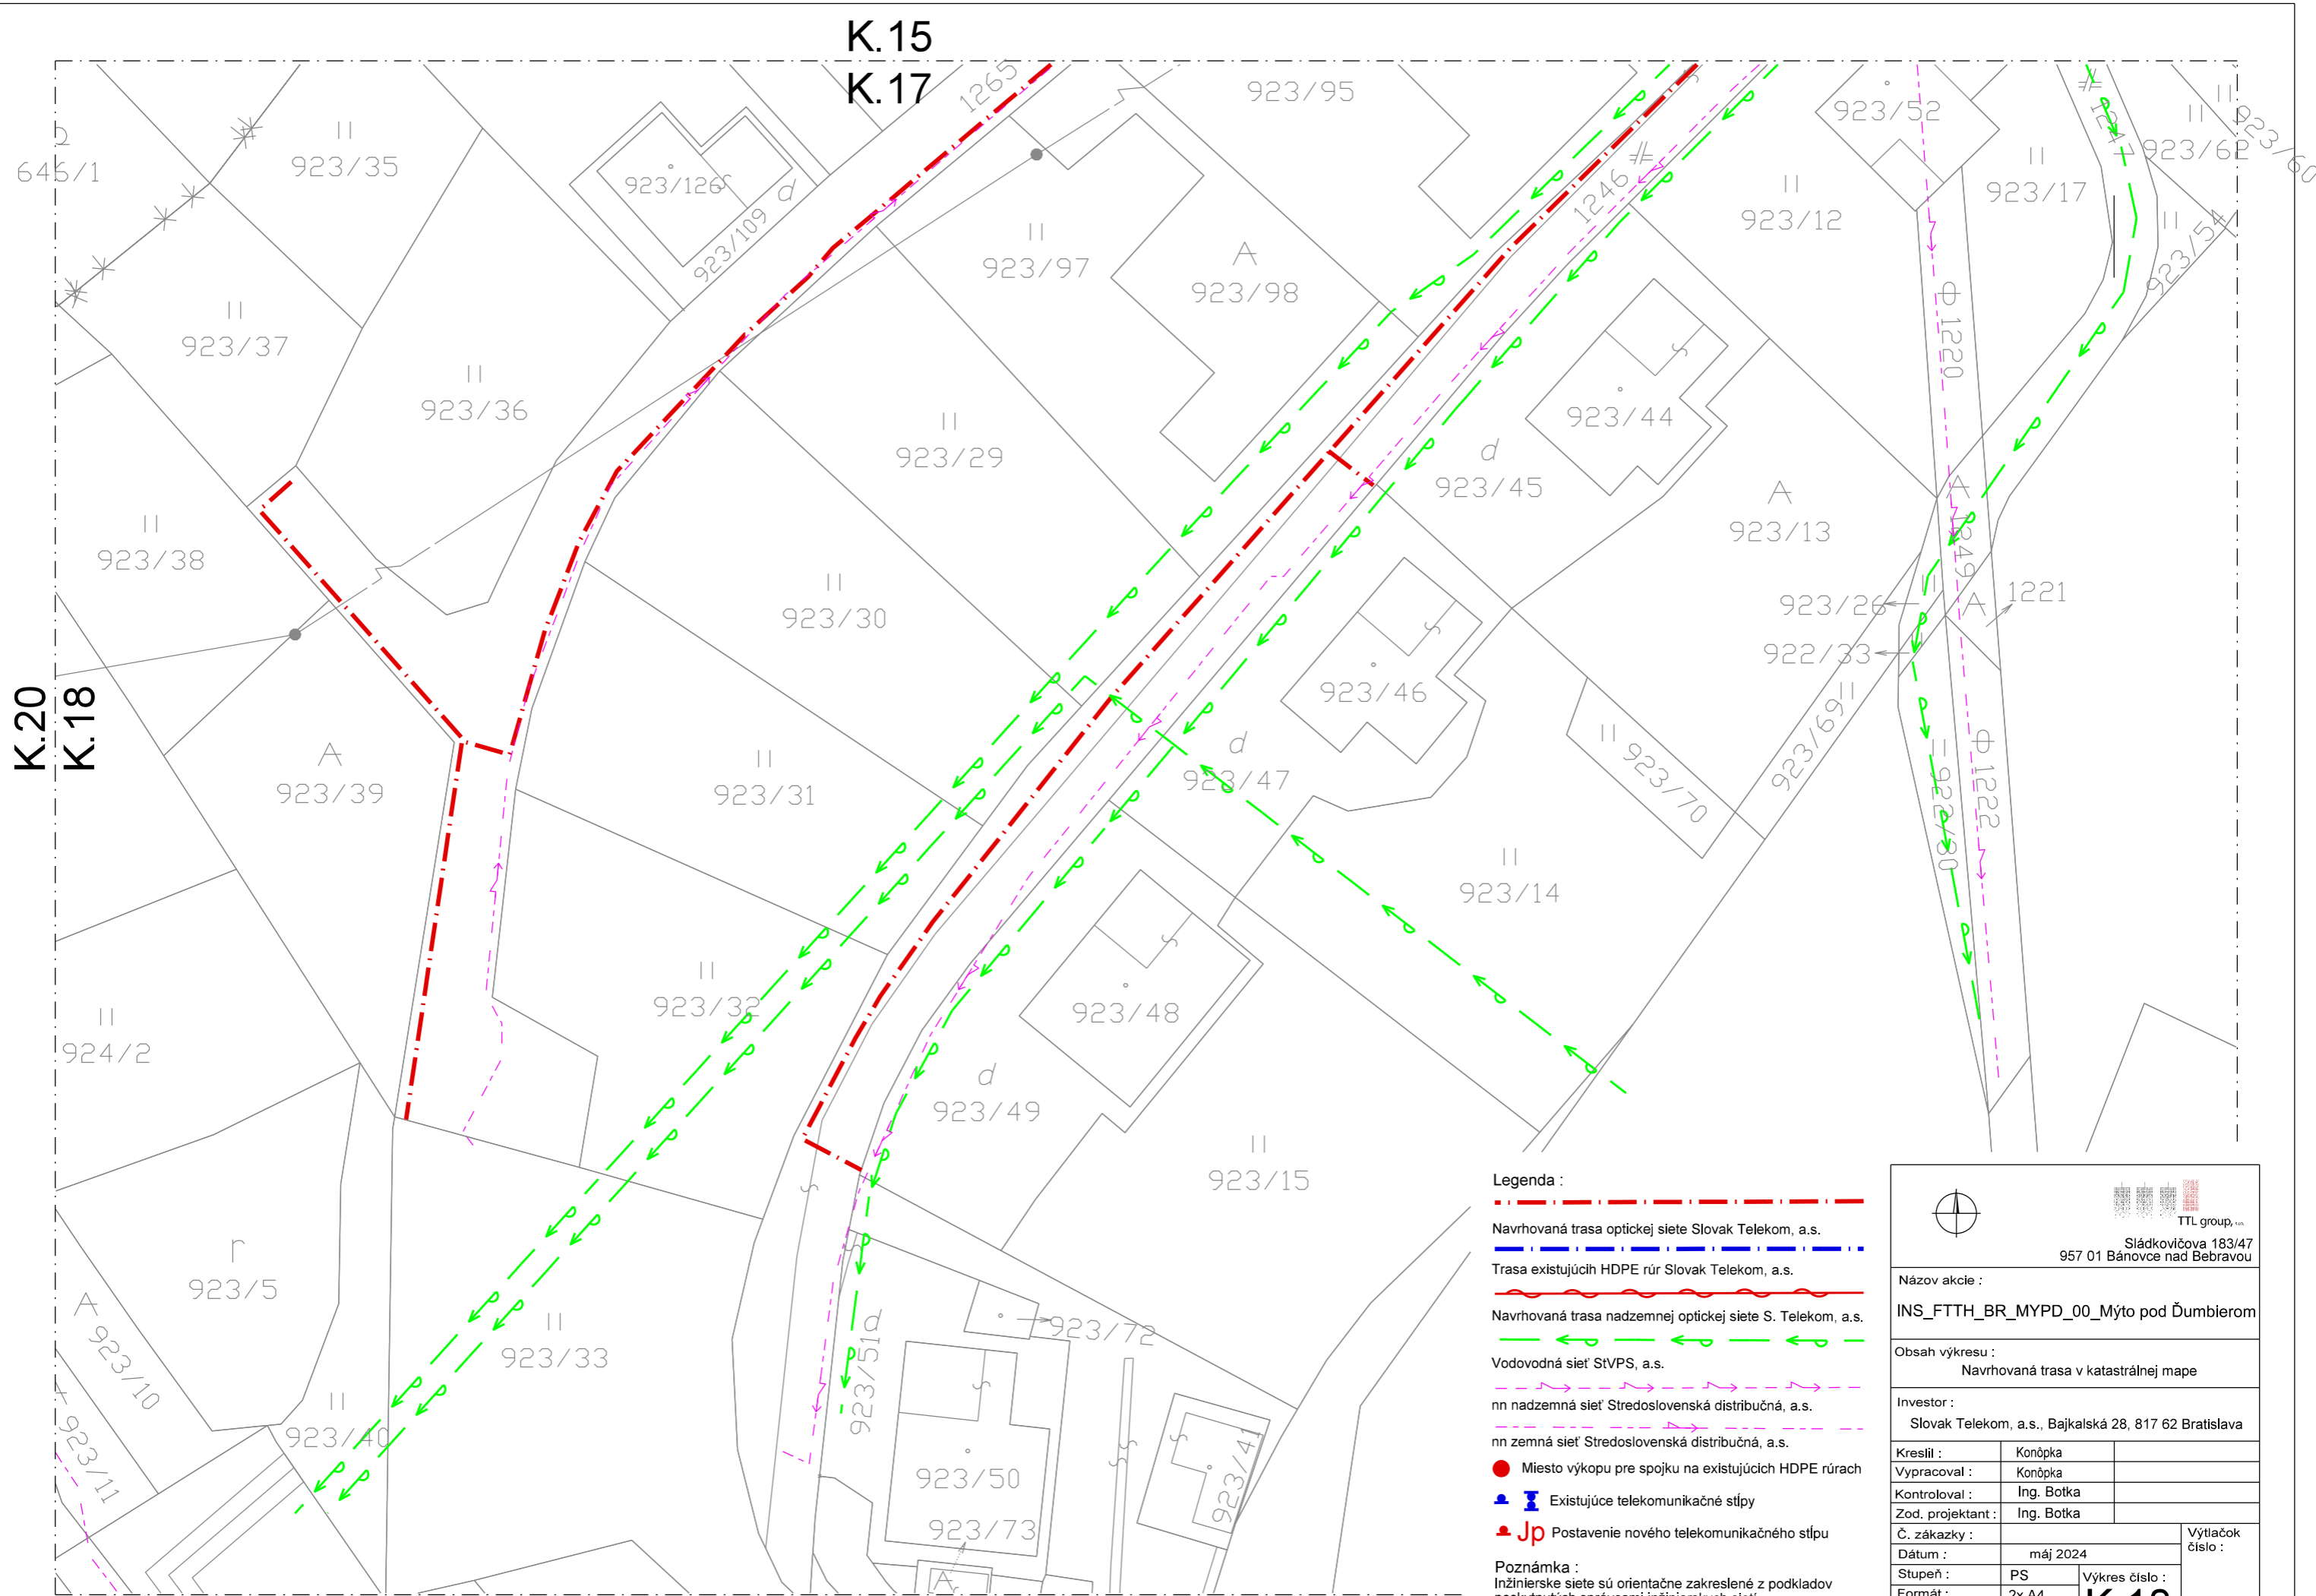 K.15
K.17
K.20
K.18
646/1
923/35
1265
923/95
923/52
1247
923/62
923/60
923/126
923/109
d
923/97
A
923/98
1246
923/12
923/17
923/54
923/37
923/36
923/29
923/44
1220
d
923/45
A
923/13
923/38
923/30
A
1249
923/26
A
1221
922/33
923/46
923/69
A
923/39
923/31
d
923/47
923/70
1222
922/80
923/14
924/2
923/32
923/48
d
923/49
923/15
r
923/5
A 923/10
923/11
923/33
923/40
d
923/51
923/72
923/50
923/73
923/41
A
Legenda :
Navrhovaná trasa optickej siete Slovak Telekom, a.s.
Trasa existujúcih HDPE rúr Slovak Telekom, a.s.
Navrhovaná trasa nadzemnej optickej siete S. Telekom, a.s.
Vodovodná sieť StVPS, a.s.
nn nadzemná sieť Stredoslovenská distribučná, a.s.
nn zemná sieť Stredoslovenská distribučná, a.s.
Miesto výkopu pre spojku na existujúcich HDPE rúrach
Existujúce telekomunikačné stĺpy
Jp Postavenie nového telekomunikačného stĺpu
Poznámka :
Inžinierske siete sú orientačne zakreslené z podkladov
TTL group,
Sládkovičova 183/47
957 01 Bánovce nad Bebravou
Názov akcie :
INS_FTTH_BR_MYPD_00_Mýto pod Ďumbierom
Obsah výkresu :
Navrhovaná trasa v katastrálnej mape
Investor :
Slovak Telekom, a.s., Bajkalská 28, 817 62 Bratislava
Kreslil : Konôpka
Vypracoval : Konôpka
Kontroloval : Ing. Botka
Zod. projektant : Ing. Botka
Č. zákazky :
Výtlačok číslo :
Dátum : máj 2024
Stupeň : PS
Výkres číslo :
Formát : 2x A4
K.18